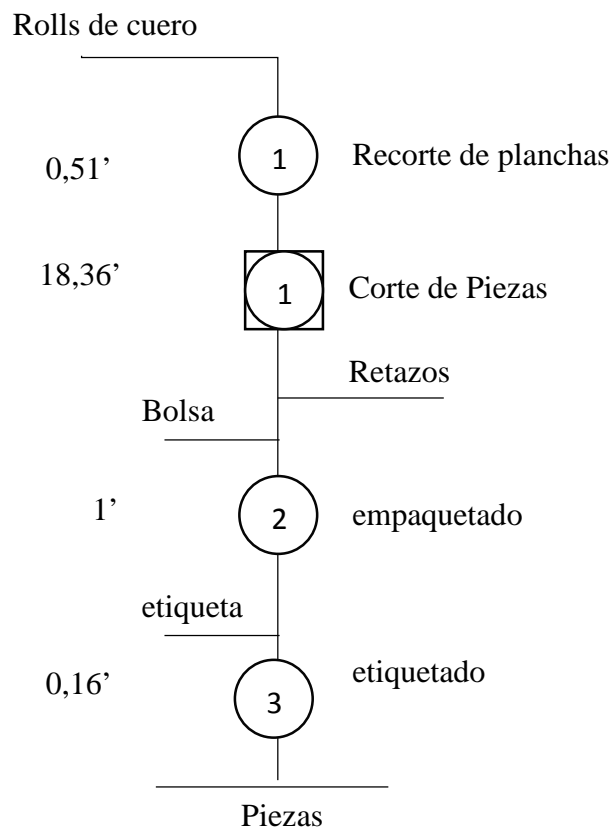 Rolls de cuero
0,51’
1
Recorte de planchas
18,36’
1
Corte de Piezas
Retazos
Bolsa
1’
2
empaquetado
etiqueta
0,16’
3
etiquetado
Piezas